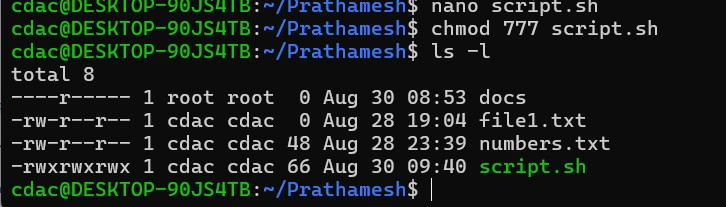 cdac@DESKTOP-90JS4TB:~/Prathamesh$ nano script.sh
cdac@DESKTOP-90JS4TB:~/Prathamesh$ chmod 777 script.sh
cdac@DESKTOP-90JS4TB:~/Prathamesh$ ls -l
total 8
----r----- 1 root root  0 Aug 30 08:53 docs
-rw-r--r-- 1 cdac cdac  0 Aug 28 19:04 file1.txt
-rw-r--r-- 1 cdac cdac 48 Aug 28 23:39 numbers.txt
-rwxrwxrwx 1 cdac cdac 66 Aug 30 09:40 script.sh
cdac@DESKTOP-90JS4TB:~/Prathamesh$